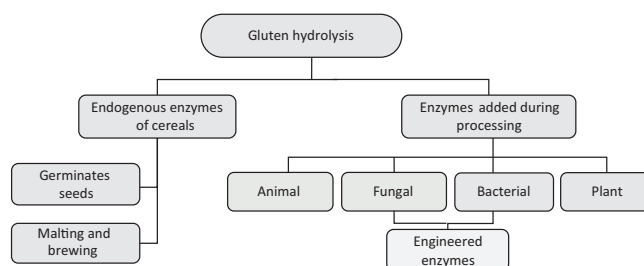 Gluten hydrolysis
Endogenous enzymes
of cereals
Enzymes added during
processing
Germinates
seeds
Malting and
brewing
Animal
Fungal
Bacterial
Plant
Engineered
enzymes